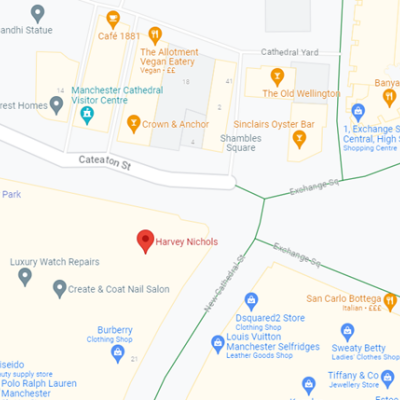 andhi Statue
Café 1881
The Allotment
Vegan Eatery
Vegan • ££
Cathedral Yard
18
41
2
4
Manchester Cathedral
Visitor Centre
The Old Wellington
Banya
rest Homes
Crown & Anchor
Sinclairs Oyster Bar
Shambles
Square
1, Exchange S
Central, High S
Shopping Centre
Cateaton St
Exchange Sq
Park
Harvey Nichols
Exchange Sq
Luxury Watch Repairs
New Cathedral St
Create & Coat Nail Salon
San Carlo Bottega
Italian • £££
Dsquared2 Store
Clothing Shop
Burberry
Clothing Shop
Louis Vuitton
Manchester Selfridges
Leather Goods Shop
Sweaty Betty
Ladies' Clothes Shop
21
iseido
auty supply store
Polo Ralph Lauren
Manchester
Tiffany & Co
Jewellery Store